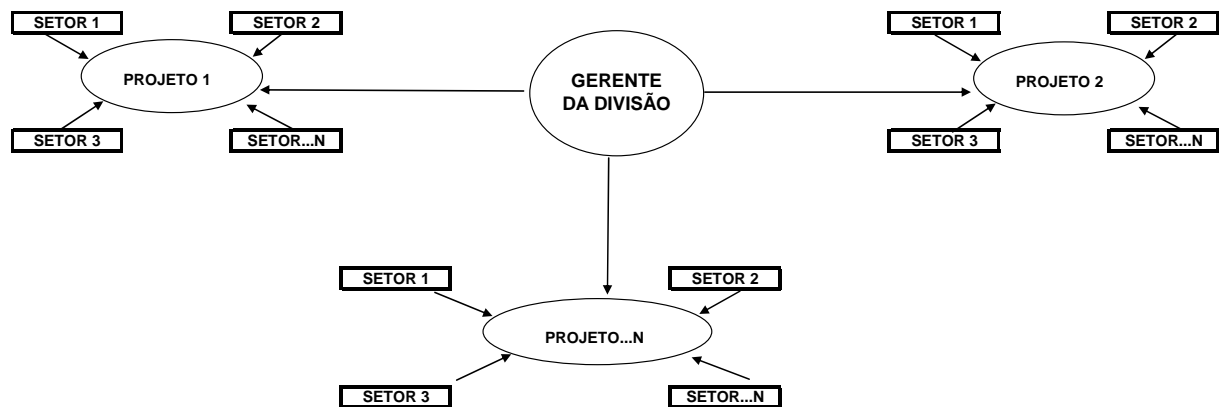 SETOR 1
SETOR 2
PROJETO 1
SETOR 3
SETOR...N
GERENTE
DA DIVISÃO
SETOR 1
SETOR 2
PROJETO 2
SETOR 3
SETOR...N
SETOR 1
SETOR 2
PROJETO...N
SETOR 3
SETOR...N